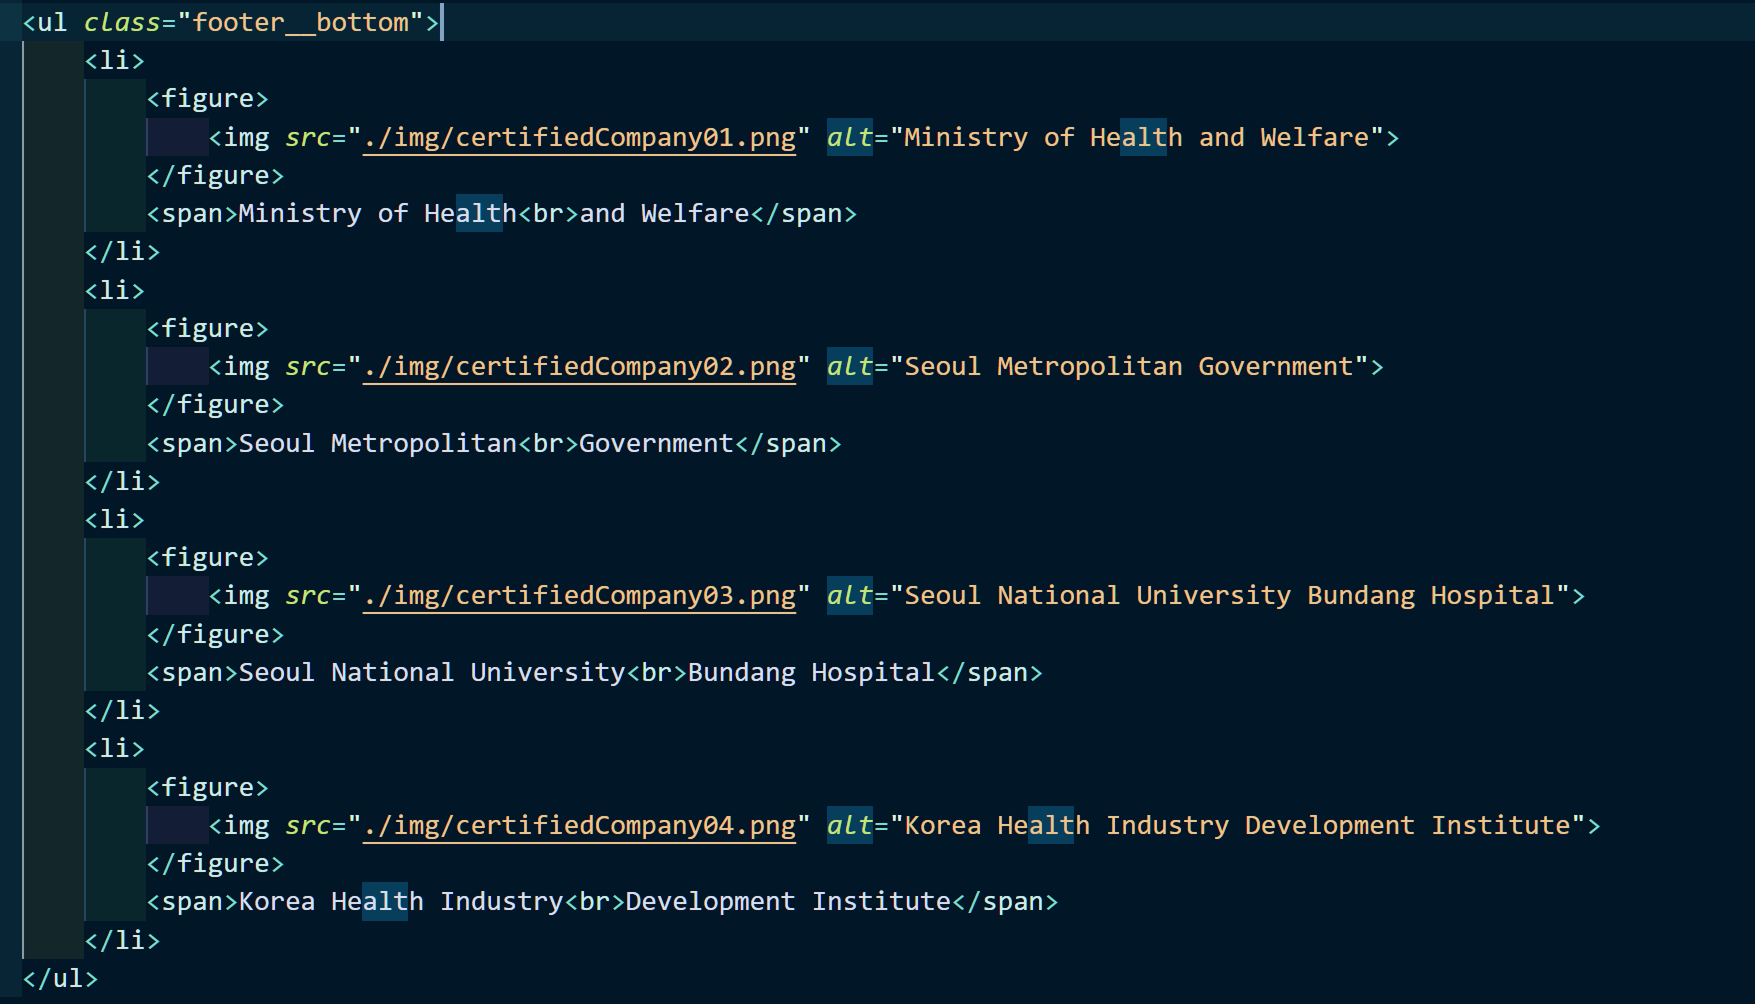 <ul class="footer__bottom">
    <li>
        <figure>
            <img src="./img/certifiedCompany01.png" alt="Ministry of Health and Welfare">
        </figure>
        <span>Ministry of Health<br>and Welfare</span>
    </li>
    <li>
        <figure>
            <img src="./img/certifiedCompany02.png" alt="Seoul Metropolitan Government">
        </figure>
        <span>Seoul Metropolitan<br>Government</span>
    </li>
    <li>
        <figure>
            <img src="./img/certifiedCompany03.png" alt="Seoul National University Bundang Hospital">
        </figure>
        <span>Seoul National University<br>Bundang Hospital</span>
    </li>
    <li>
        <figure>
            <img src="./img/certifiedCompany04.png" alt="Korea Health Industry Development Institute">
        </figure>
        <span>Korea Health Industry<br>Development Institute</span>
    </li>
</ul>